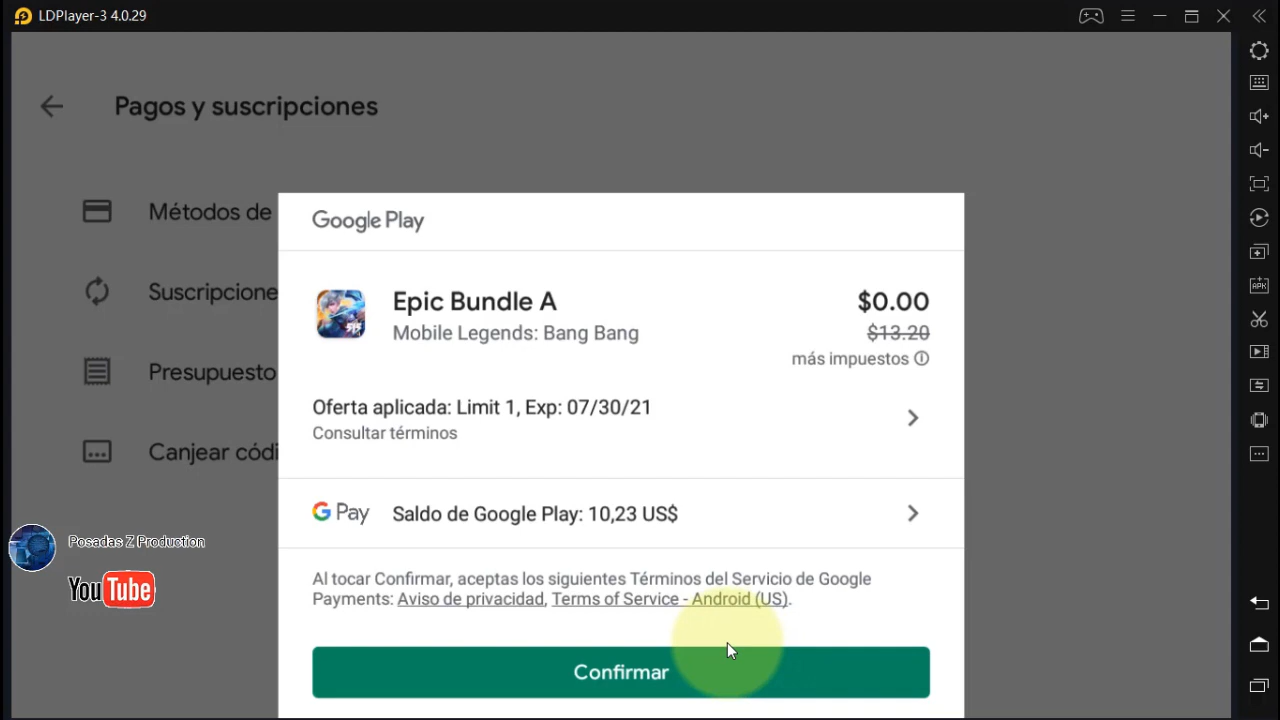 LDPlayer-3 4.0.29
Pagos y suscripciones
Métodos de
Suscripcione
Presupuesto
Canjear códi
Google Play
Epic Bundle A
$0.00
Mobile Legends: Bang Bang
$13.20
más impuestos
Oferta aplicada: Limit 1, Exp: 07/30/21
Consultar términos
G Pay
Saldo de Google Play: 10,23 US$
Al tocar Confirmar, aceptas los siguientes Términos del Servicio de Google
Payments: Aviso de privacidad, Terms of Service - Android (US).
Confirmar
Posadas Z Production
YouTube
515
APK